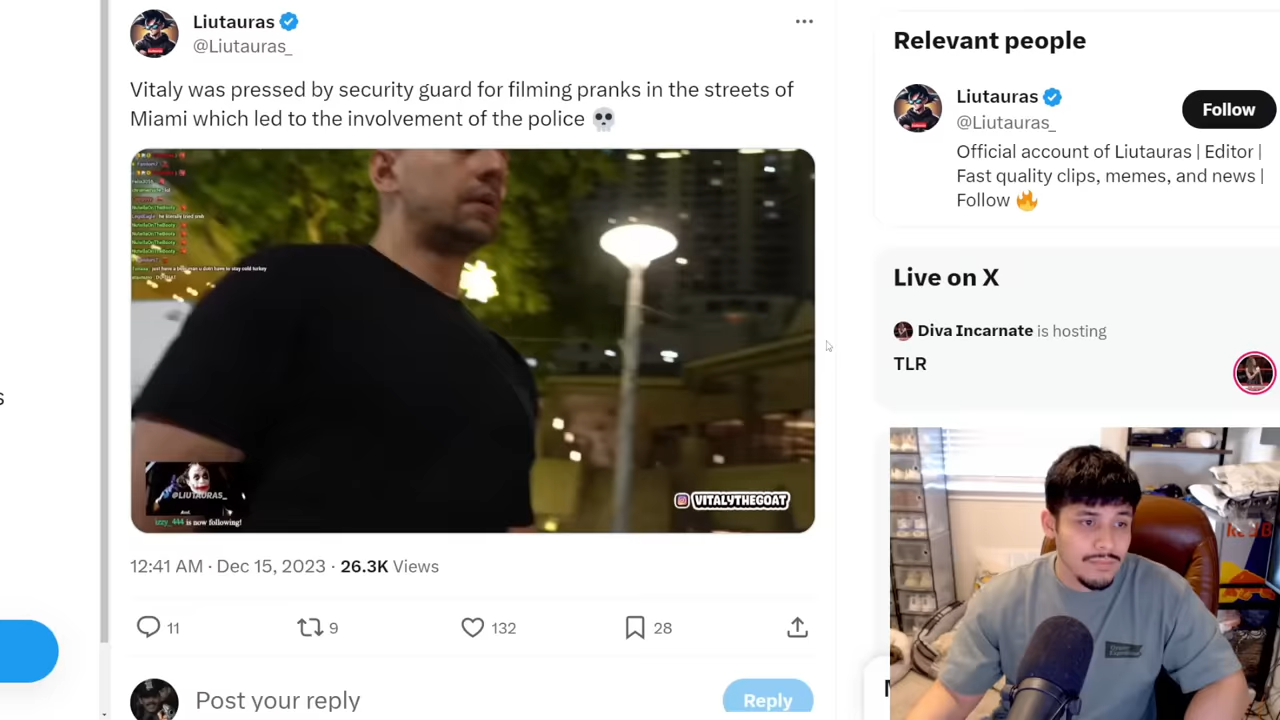 Liutauras
@Liutauras_
Vitaly was pressed by security guard for filming pranks in the streets of
Miami which led to the involvement of the police 💀
@LIUTAURAS_
izzy_444 is now following!
VITALYTHEGOAT
12:41 AM · Dec 15, 2023 · 26.3K Views
11
9
132
28
Post your reply
Reply
Relevant people
Liutauras
@Liutauras_
Follow
Official account of Liutauras | Editor |
Fast quality clips, memes, and news |
Follow 🔥
Live on X
Diva Incarnate is hosting
TLR